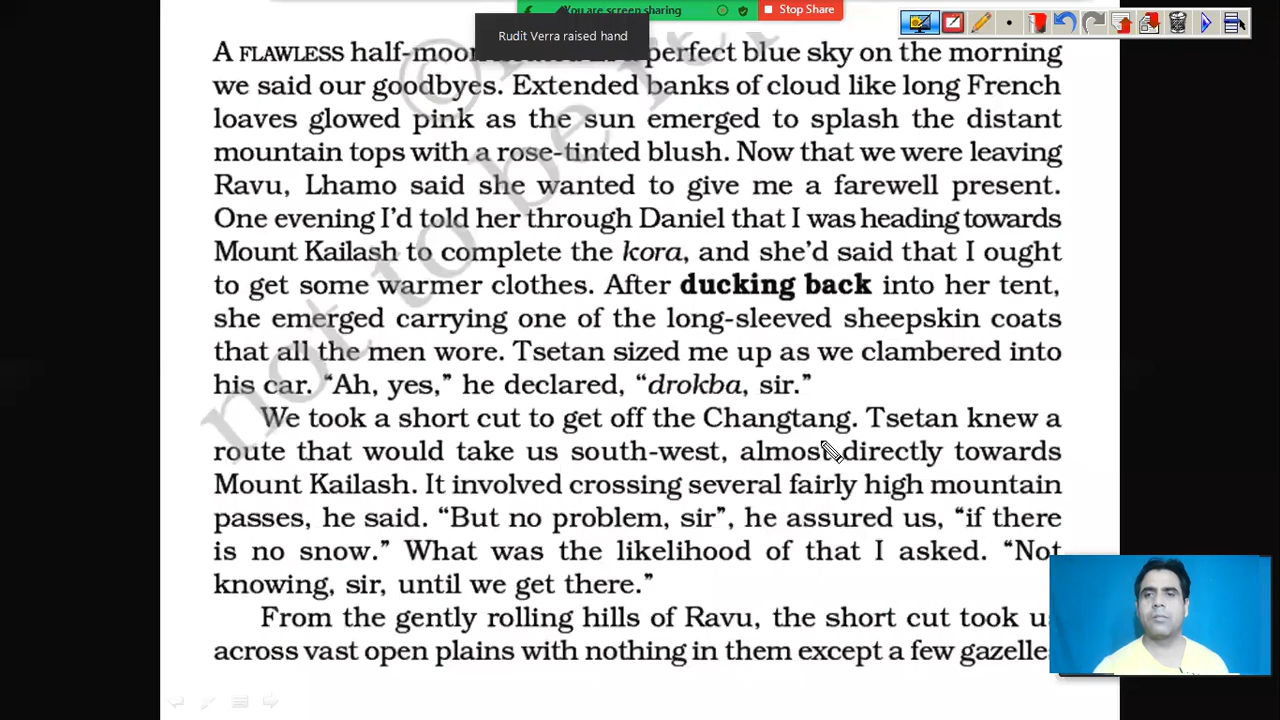 You are screen sharing
Stop Share
Rudit Verra raised hand
A FLAWLESS half-moon perfect blue sky on the morning
we said our goodbyes. Extended banks of cloud like long French
loaves glowed pink as the sun emerged to splash the distant
mountain tops with a rose-tinted blush. Now that we were leaving
Ravu, Lhamo said she wanted to give me a farewell present.
One evening I’d told her through Daniel that I was heading towards
Mount Kailash to complete the kora, and she’d said that I ought
to get some warmer clothes. After ducking back into her tent,
she emerged carrying one of the long-sleeved sheepskin coats
that all the men wore. Tsetan sized me up as we clambered into
his car. “Ah, yes,” he declared, “drokba, sir.”
We took a short cut to get off the Changtang. Tsetan knew a
route that would take us south-west, almost directly towards
Mount Kailash. It involved crossing several fairly high mountain
passes, he said. “But no problem, sir”, he assured us, “if there
is no snow.” What was the likelihood of that I asked. “Not
knowing, sir, until we get there.”
From the gently rolling hills of Ravu, the short cut took
across vast open plains with nothing in them except a few
not to be